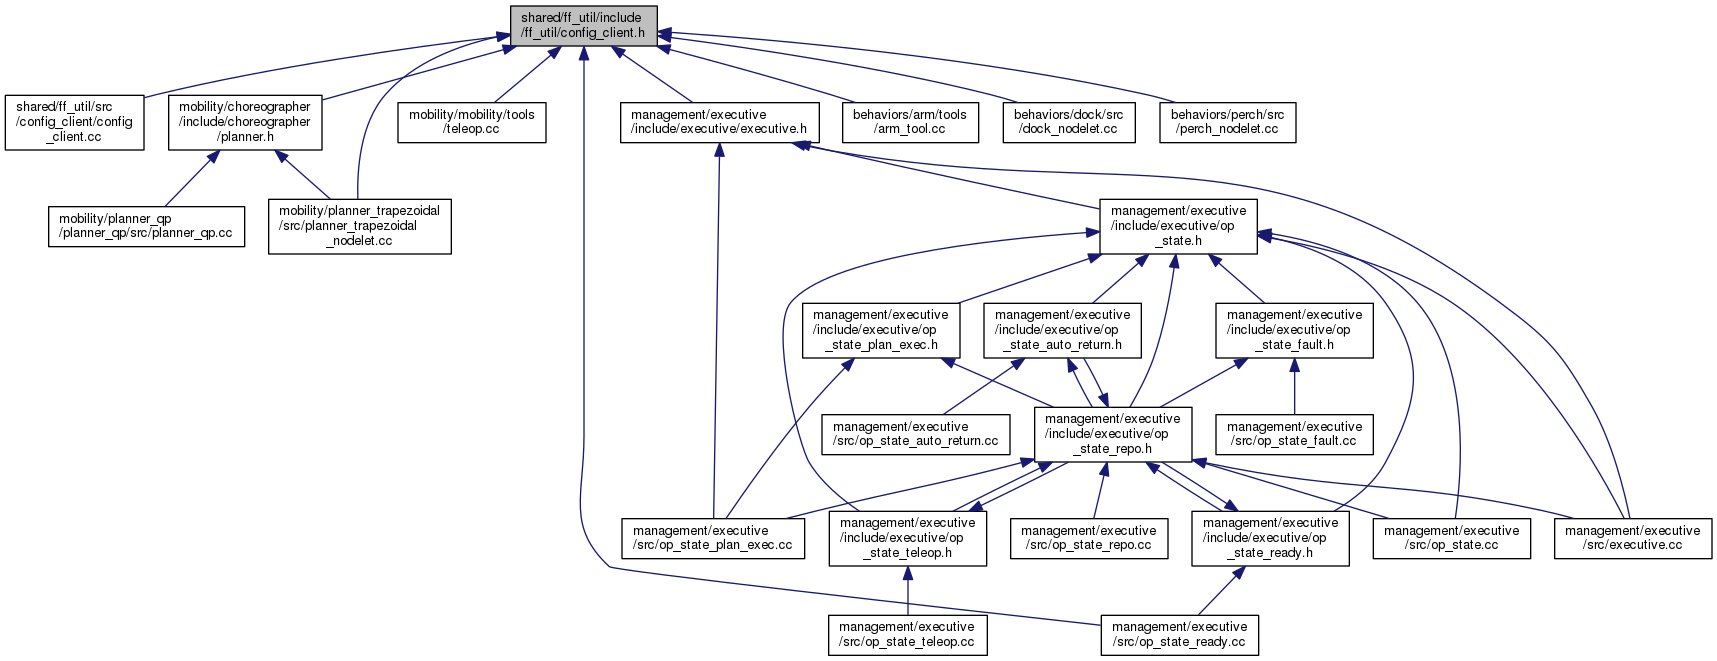 shared/ff_util/include
/ff_util/config_client.h
shared/ff_util/src
/config_client/config
_client.cc
mobility/choreographer
/include/choreographer
/planner.h
mobility/mobility/tools
/teleop.cc
management/executive
/include/executive/executive.h
behaviors/arm/tools
/arm_tool.cc
behaviors/dock/src
/dock_nodelet.cc
behaviors/perch/src
/perch_nodelet.cc
mobility/planner_qp
/planner_qp/src/planner_qp.cc
mobility/planner_trapezoidal
/src/planner_trapezoidal
_nodelet.cc
management/executive
/include/executive/op
_state.h
management/executive
/include/executive/op
_state_plan_exec.h
management/executive
/include/executive/op
_state_auto_return.h
management/executive
/include/executive/op
_state_fault.h
management/executive
/src/op_state_auto_return.cc
management/executive
/include/executive/op
_state_repo.h
management/executive
/src/op_state_fault.cc
management/executive
/src/op_state_plan_exec.cc
management/executive
/include/executive/op
_state_teleop.h
management/executive
/src/op_state_repo.cc
management/executive
/include/executive/op
_state_ready.h
management/executive
/src/op_state.cc
management/executive
/src/executive.cc
management/executive
/src/op_state_teleop.cc
management/executive
/src/op_state_ready.cc